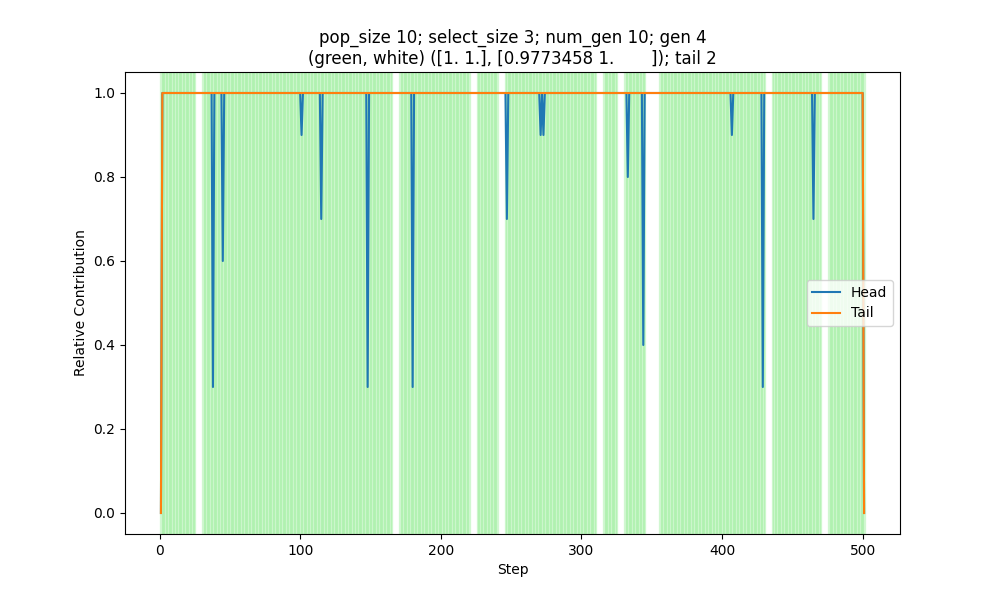 pop_size 10; select_size 3; num_gen 10; gen 4
(green, white) ([1. 1.], [0.9773458 1.        ]); tail 2
1.0
0.8
0.6
0.4
0.2
0.0
Relative Contribution
Head
Tail
0 100 200 300 400 500
Step